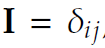 I = δij,